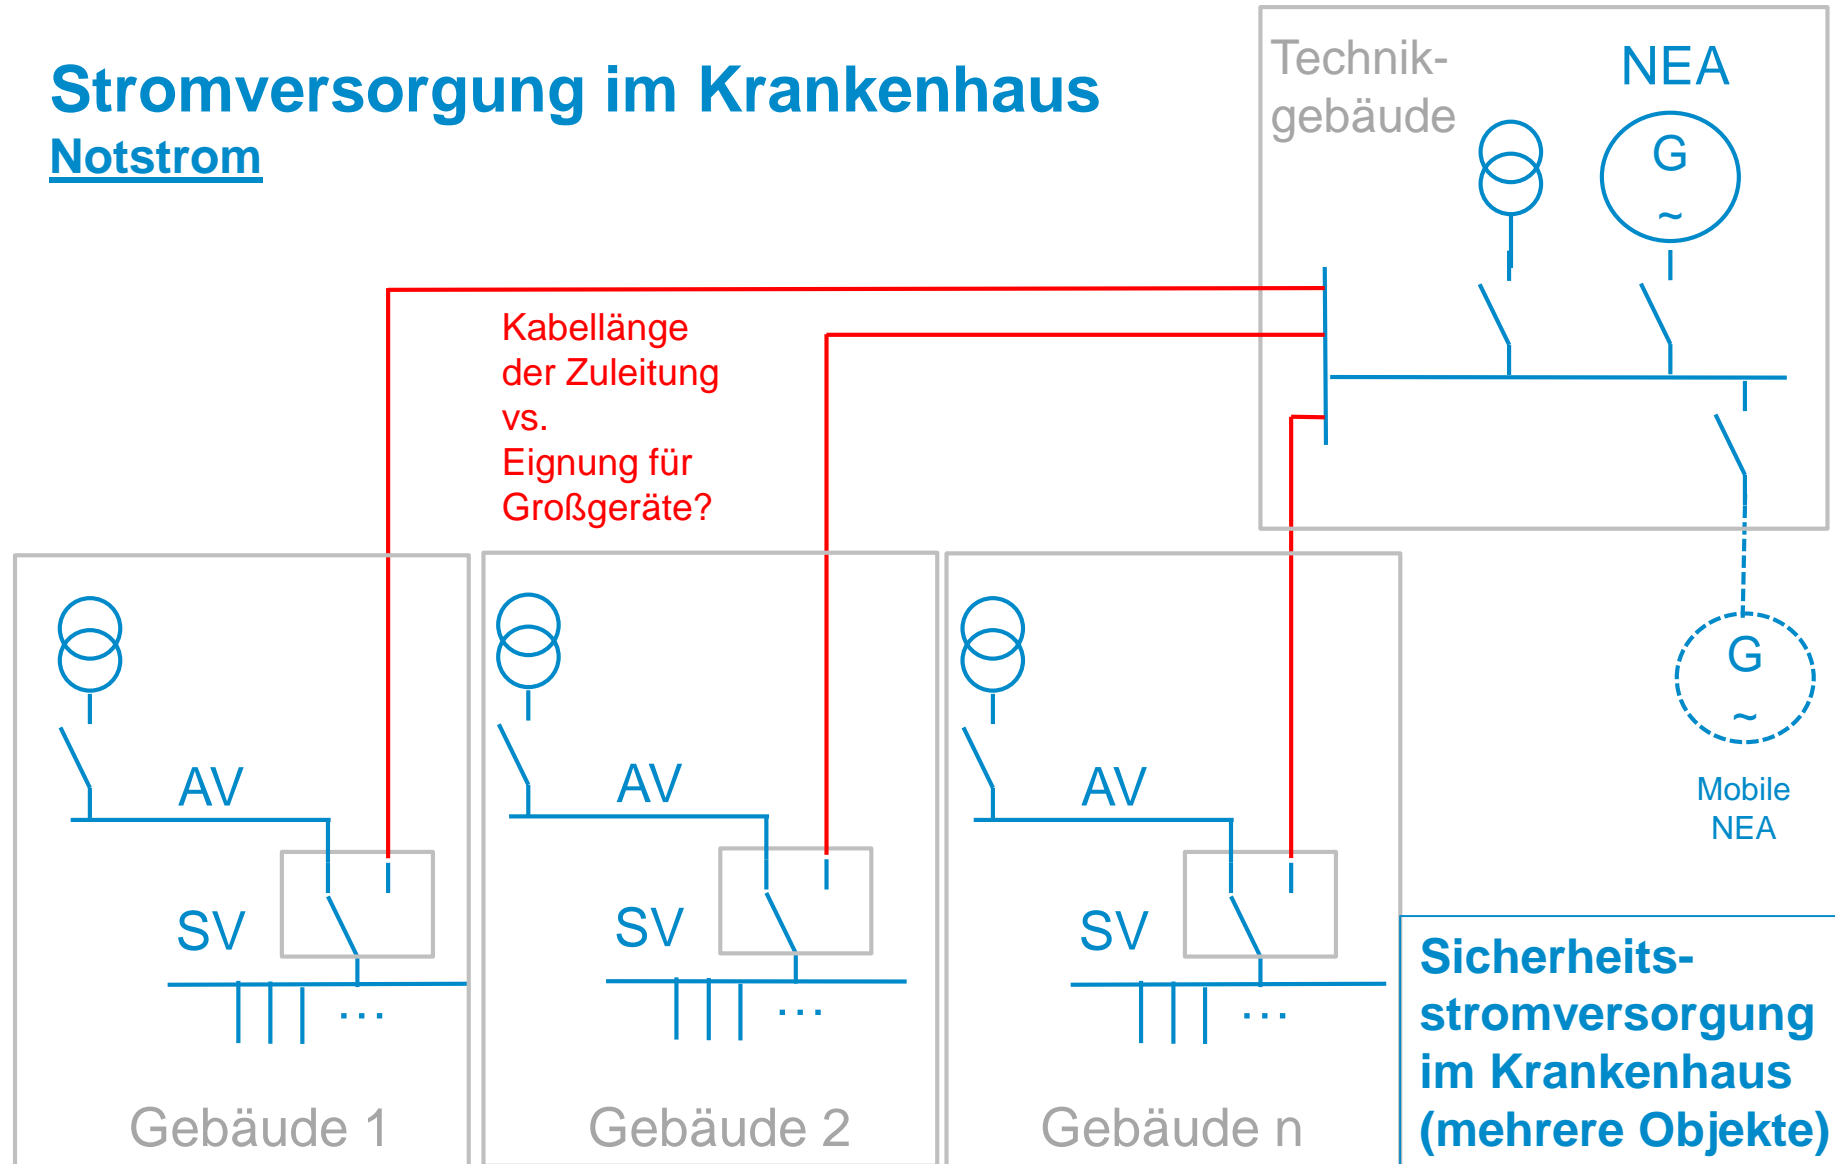 Stromversorgung im Krankenhaus
Notstrom
Technik-
gebäude
NEA
G
~
Kabellänge
der Zuleitung
vs.
Eignung für
Großgeräte?
G
~
Mobile
NEA
AV
SV
...
Gebäude 1
AV
SV
...
Gebäude 2
AV
SV
...
Gebäude n
Sicherheits-
stromversorgung
im Krankenhaus
(mehrere Objekte)